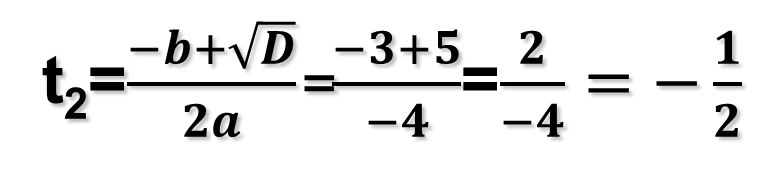 t₂ = (−b+√D)/(2a) = (−3+5)/(−4) = 2/(−4) = −1/2